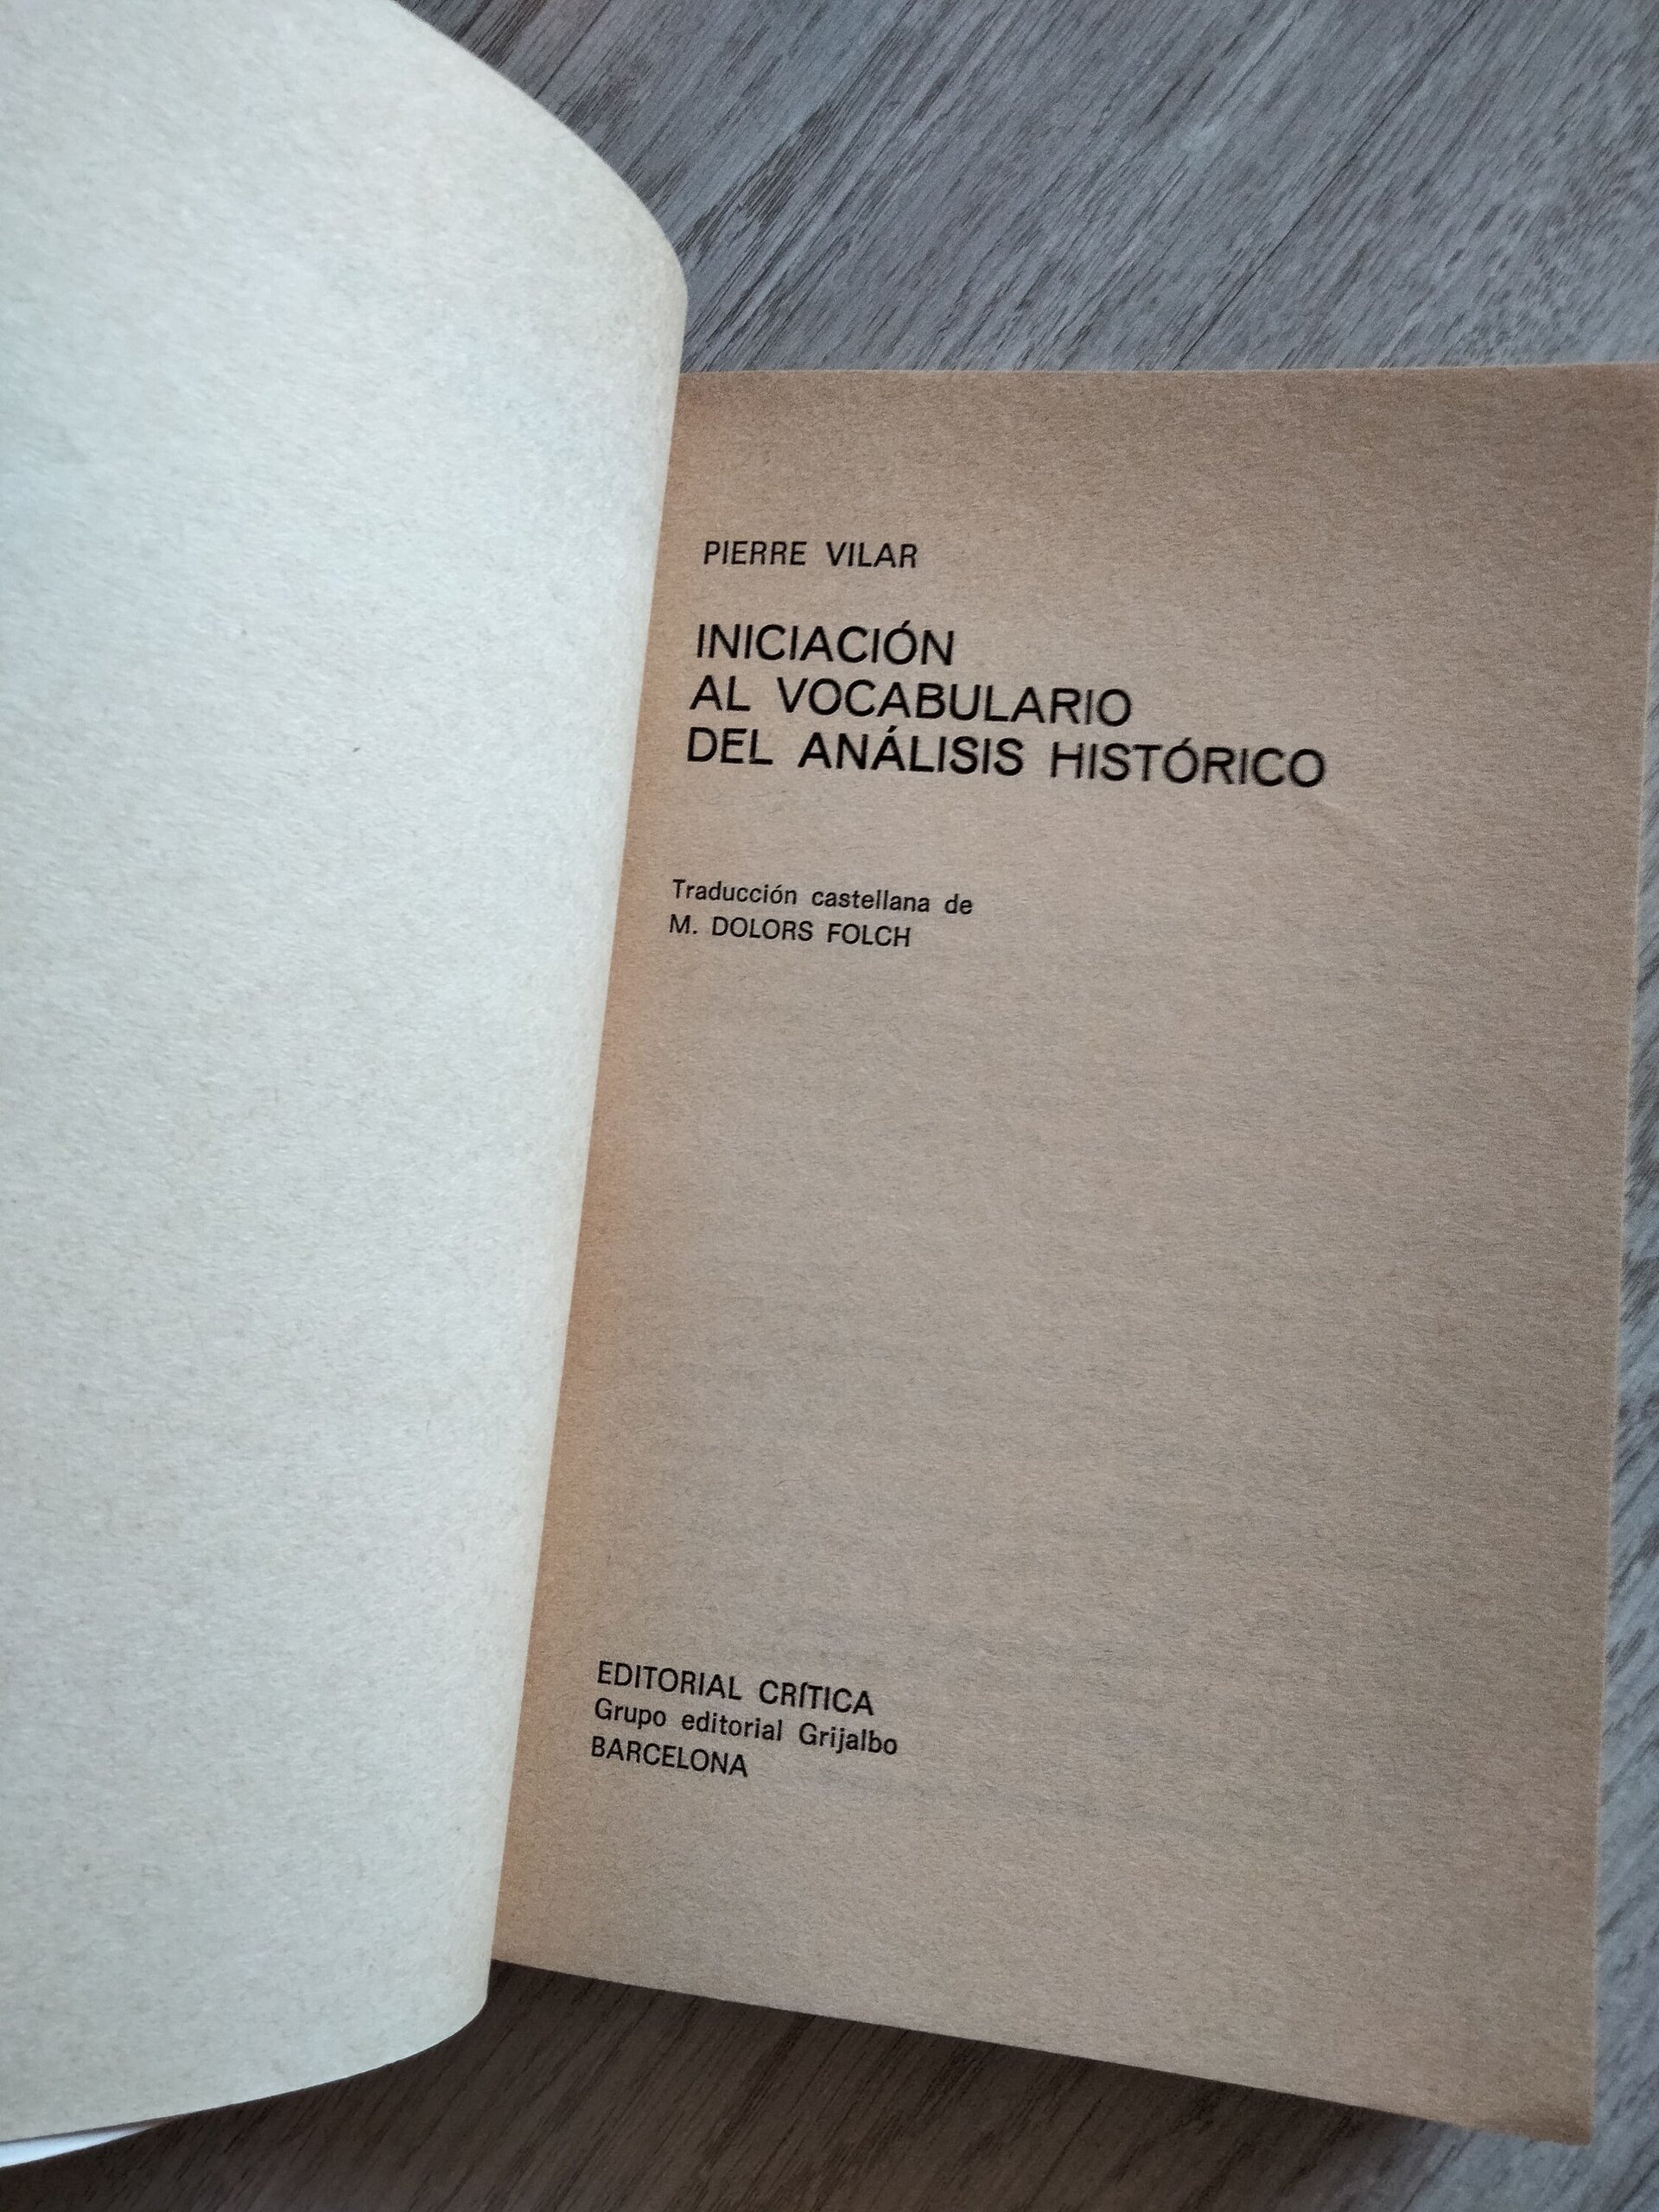 PIERRE VILAR
INICIACIÓN
AL VOCABULARIO
DEL ANÁLISIS HISTÓRICO
Traducción castellana de
M. DOLORS FOLCH
EDITORIAL CRÍTICA
Grupo editorial Grijalbo
BARCELONA